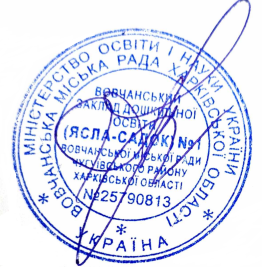 МІНІСТЕРСТВО ОСВІТИ І НАУКИ УКРАЇНИ
ВОВЧАНСЬКА МІСЬКА РАДА ХАРКІВСЬКОЇ ОБЛАСТІ
ВОВЧАНСЬКИЙ
ЗАКЛАД ДОШКІЛЬНОЇ
ОСВІТИ
(ЯСЛА-САДОК) №1
ВОВЧАНСЬКОЇ МІСЬКОЇ РАДИ
ЧУГУЇВСЬКОГО РАЙОНУ
ХАРКІВСЬКОЇ ОБЛАСТІ
№25790813
* УКРАЇНА *